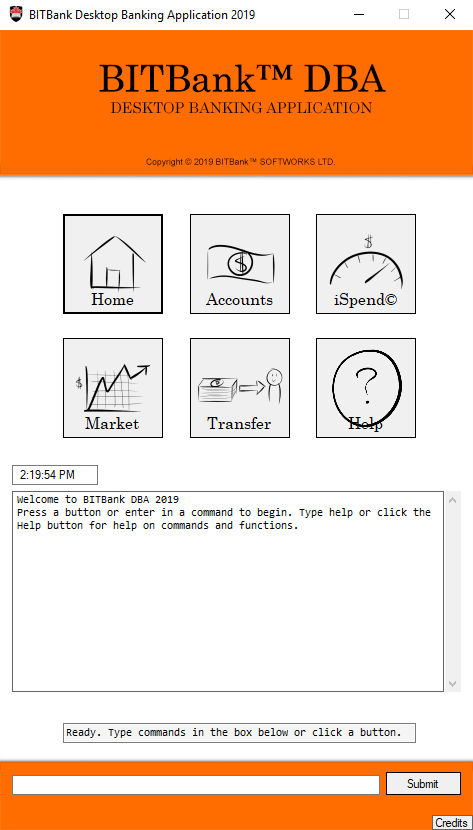 BITBank Desktop Banking Application 2019
BITBank™ DBA
DESKTOP BANKING APPLICATION
Copyright © 2019 BITBank™ SOFTWORKS LTD.
$
Home
Accounts
iSpend©
$
?
Market
Transfer
Help
2:19:54 PM
Welcome to BITBank DBA 2019
Press a button or enter in a command to begin. Type help or click the
Help button for help on commands and functions.
Ready. Type commands in the box below or click a button.
Submit
Credits